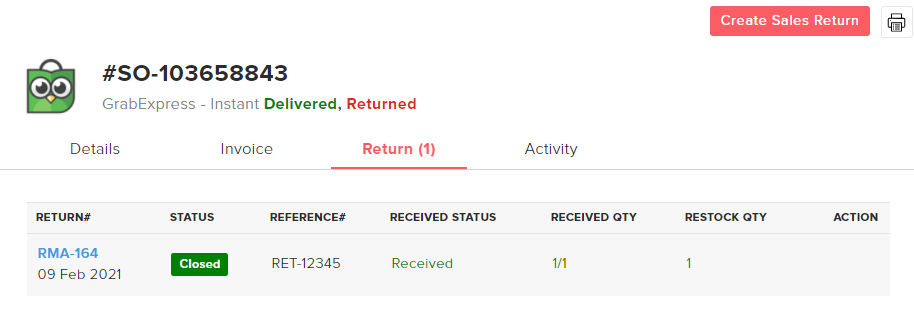 Create Sales Return
#SO-103658843
GrabExpress - Instant Delivered, Returned
Details Invoice Return (1) Activity
RETURN# STATUS REFERENCE# RECEIVED STATUS RECEIVED QTY RESTOCK QTY ACTION
RMA-164
09 Feb 2021 Closed RET-12345 Received 1/1 1